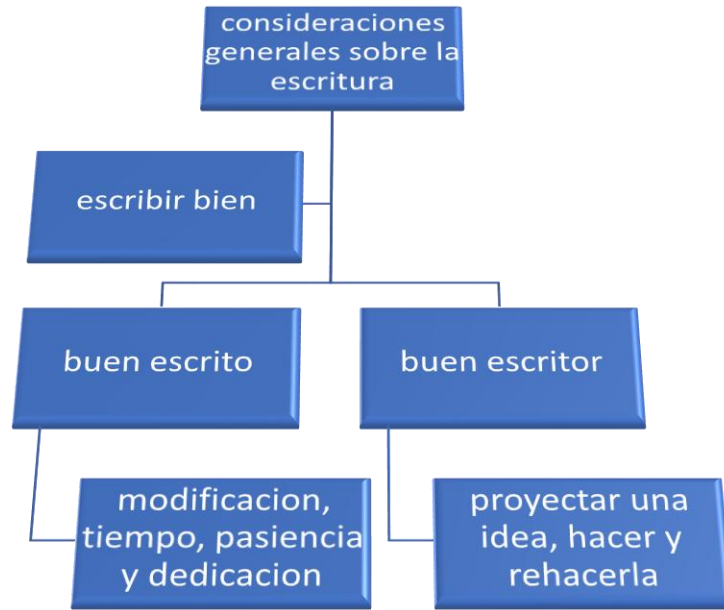 consideraciones
generales sobre la
escritura
escribir bien
buen escrito
buen escritor
modificacion,
tiempo, pasiencia
y dedicacion
proyectar una
idea, hacer y
rehacerla